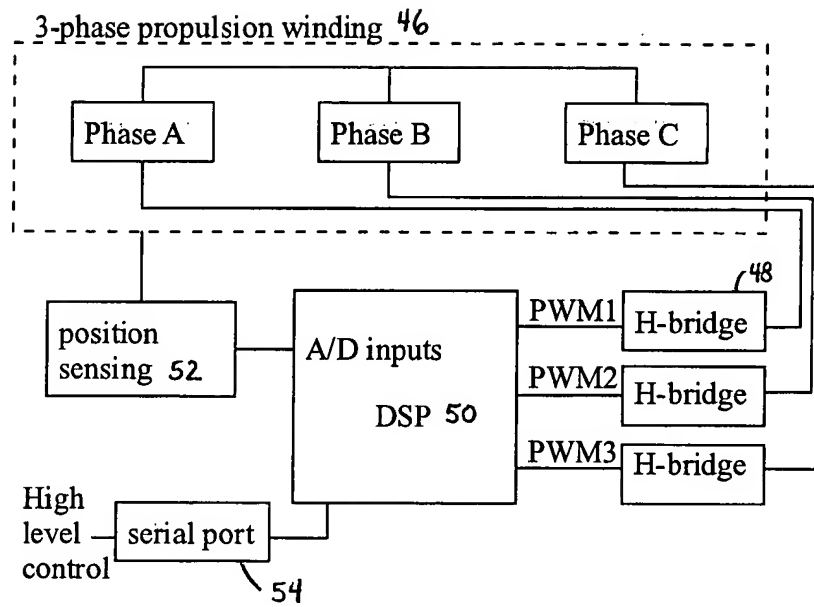 3-phase propulsion winding 46
Phase A
Phase B
Phase C
48
position
sensing 52
A/D inputs
DSP 50
PWM1
H-bridge
PWM2
H-bridge
PWM3
H-bridge
High
level
control
serial port
54